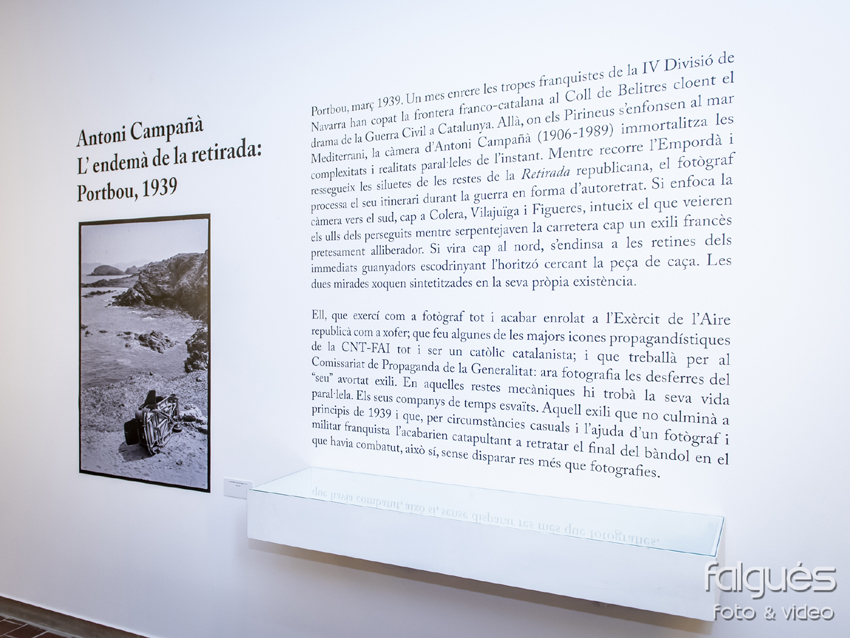 Antoni Campañà
L' endemà de la retirada:
Portbou, 1939
Portbou, març 1939. Un mes enrere les tropes franquistes de la IV Divisió de
Navarra han copat la frontera franco-catalana al Coll de Belitres cloent el
drama de la Guerra Civil a Catalunya. Allà, on els Pirineus s'enfonsen al mar
Mediterrani, la càmera d'Antoni Campañà (1906-1989) immortalitza les
complexitats i realitats paral·leles de l'instant. Mentre recorre l'Empordà i
ressegueix les siluetes de les restes de la Retirada republicana, el fotògraf
processa el seu itinerari durant la guerra en forma d'autoretrat. Si enfoca la
càmera vers el sud, cap a Colera, Vilajuïga i Figueres, intueix el que veieren
els ulls dels perseguits mentre serpentejaven la carretera cap un exili francès
pretesament alliberador. Si vira cap al nord, s'endinsa a les retines dels
immediats guanyadors escodrinyant l'horitzó cercant la peça de caça. Les
dues mirades xoquen sintetitzades en la seva pròpia existència.
Ell, que exercí com a fotògraf tot i acabar enrolat a l'Exèrcit de l'Aire
republicà com a xofer; que feu algunes de les majors icones propagandístiques
de la CNT-FAI tot i ser un catòlic catalanista; i que treballà per al
Comissariat de Propaganda de la Generalitat: ara fotografia les desferres del
"seu" avortat exili. En aquelles restes mecàniques hi trobà la seva vida
paral·lela. Els seus companys de temps esvaïts. Aquell exili que no culminà a
principis de 1939 i que, per circumstàncies casuals i l'ajuda d'un fotògraf i
militar franquista l'acabarien catapultant a retratar el final del bàndol en el
que havia combatut, això sí, sense disparar res més que fotografies.
falgués
foto & video